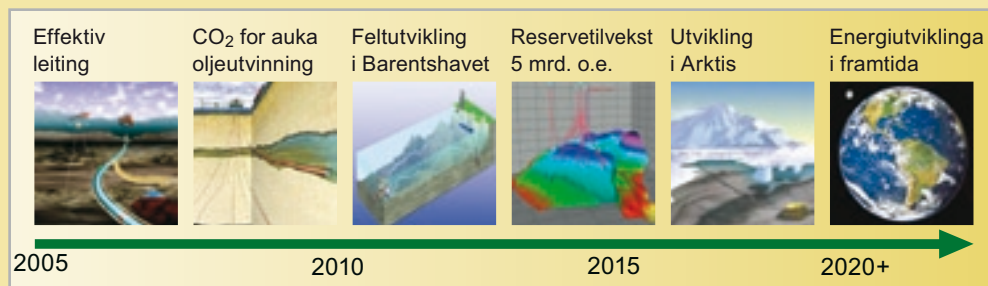 Effektiv
leiting
CO₂ for auka
oljeutvinning
Feltutvikling
i Barentshavet
Reservetilvekst
5 mrd. o.e.
Utvikling
i Arktis
Energiutviklinga
i framtida
2005
2010
2015
2020+